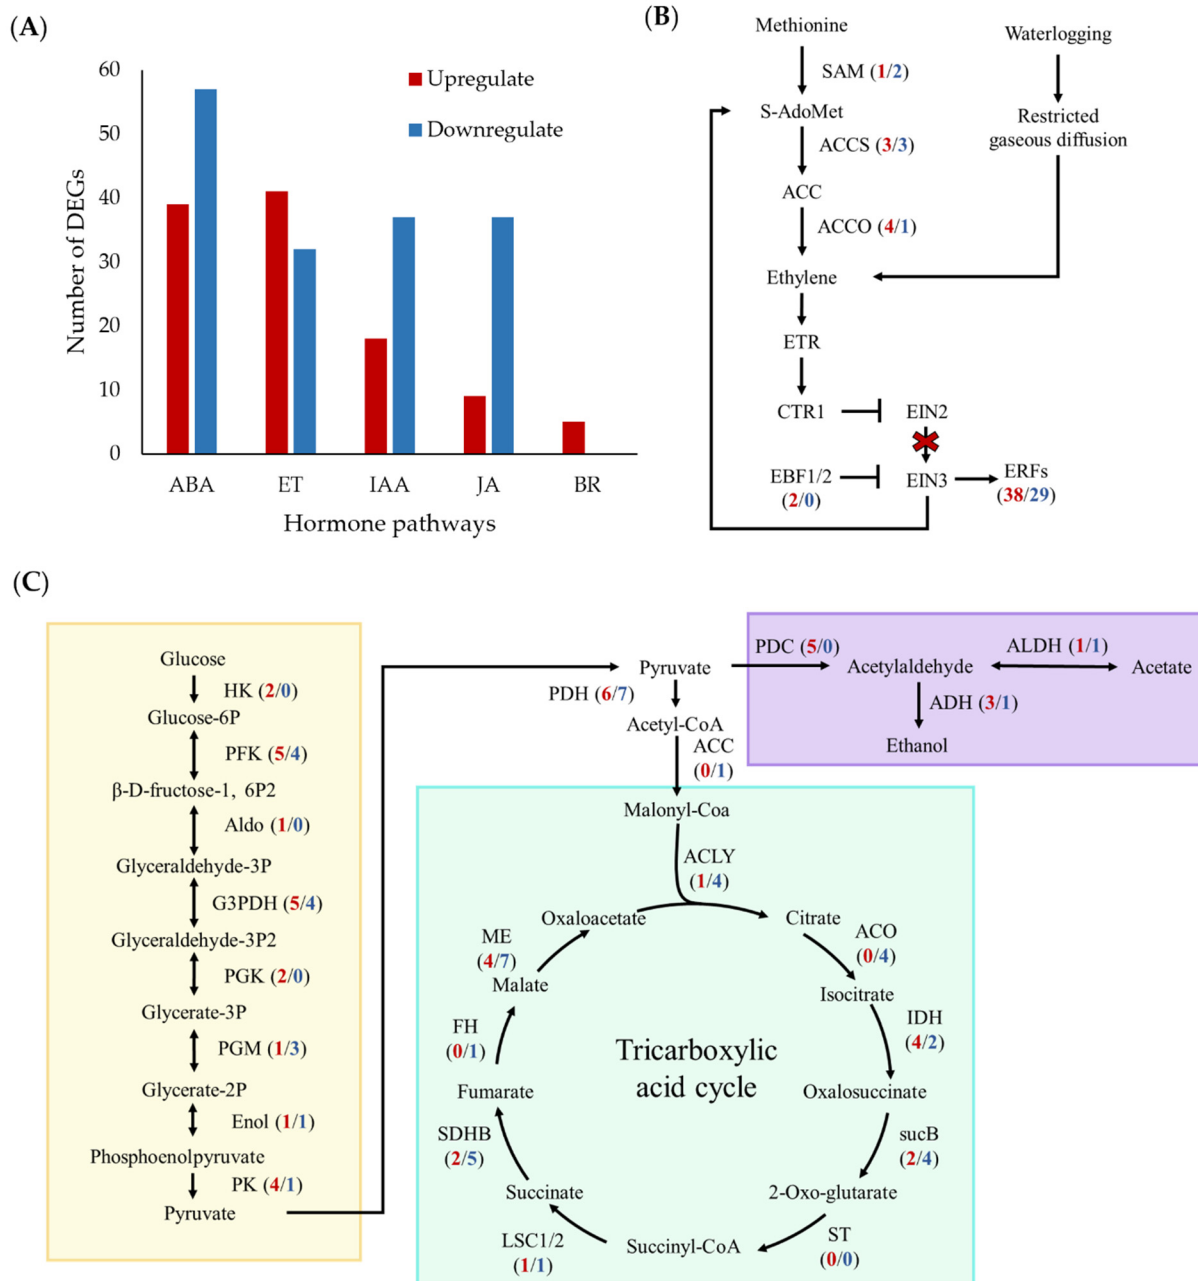 (A)
60
50
40
30
20
10
0
Number of DEGs
Upregulate
Downregulate
ABA ET IAA JA BR
Hormone pathways
(B)
Methionine
Waterlogging
SAM (1/2)
S-AdoMet
Restricted
gaseous diffusion
ACCS (3/3)
ACC
ACCO (4/1)
Ethylene
ETR
CTR1
EIN2
EBF1/2
(2/0)
EIN3
ERFs
(38/29)
(C)
Glucose
HK (2/0)
Glucose-6P
PFK (5/4)
β-D-fructose-1, 6P2
Aldo (1/0)
Glyceraldehyde-3P
G3PDH (5/4)
Glyceraldehyde-3P2
PGK (2/0)
Glycerate-3P
PGM (1/3)
Glycerate-2P
Enol (1/1)
Phosphoenolpyruvate
PK (4/1)
Pyruvate
Pyruvate
PDH (6/7)
Acetyl-CoA
ACC
(0/1)
PDC (5/0)
Acetylaldehyde
ALDH (1/1)
Acetate
ADH (3/1)
Ethanol
Malonyl-Coa
ACLY
(1/4)
Oxaloacetate
Citrate
ACO
(0/4)
Isocitrate
IDH
(4/2)
Oxalosuccinate
sucB
(2/4)
2-Oxo-glutarate
ST
(0/0)
Succinyl-CoA
LSC1/2
(1/1)
Succinate
SDHB
(2/5)
Fumarate
FH
(0/1)
Malate
ME
(4/7)
Tricarboxylic
acid cycle